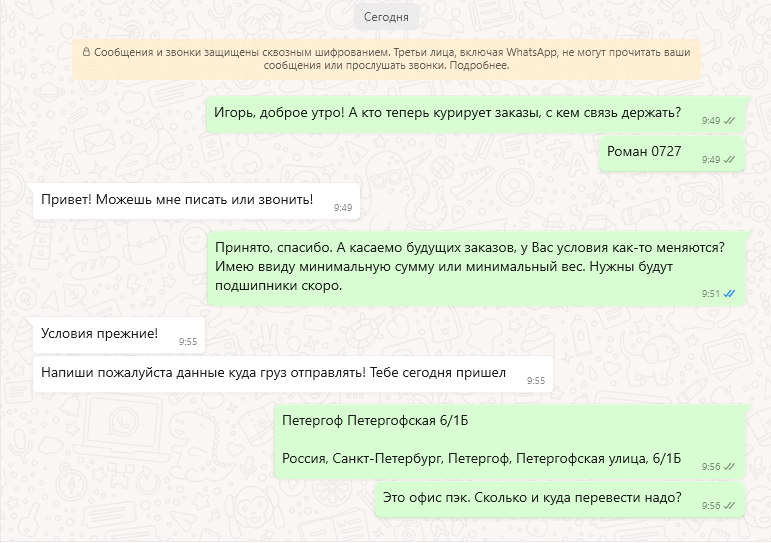 Сегодня
Сообщения и звонки защищены сквозным шифрованием. Третьи лица, включая WhatsApp, не могут прочитать ваши
сообщения или прослушать звонки. Подробнее.
Игорь, доброе утро! А кто теперь курирует заказы, с кем связь держать?
9:49
Роман 0727
9:49
Привет! Можешь мне писать или звонить!
9:49
Принято, спасибо. А касаемо будущих заказов, у Вас условия как-то меняются?
Имею ввиду минимальную сумму или минимальный вес. Нужны будут
подшипники скоро.
9:51
Условия прежние!
9:55
Напиши пожалуйста данные куда груз отправлять! Тебе сегодня пришел
9:55
Петергоф Петергофская 6/1Б
Россия, Санкт-Петербург, Петергоф, Петергофская улица, 6/1Б
9:56
Это офис пэк. Сколько и куда перевести надо?
9:56